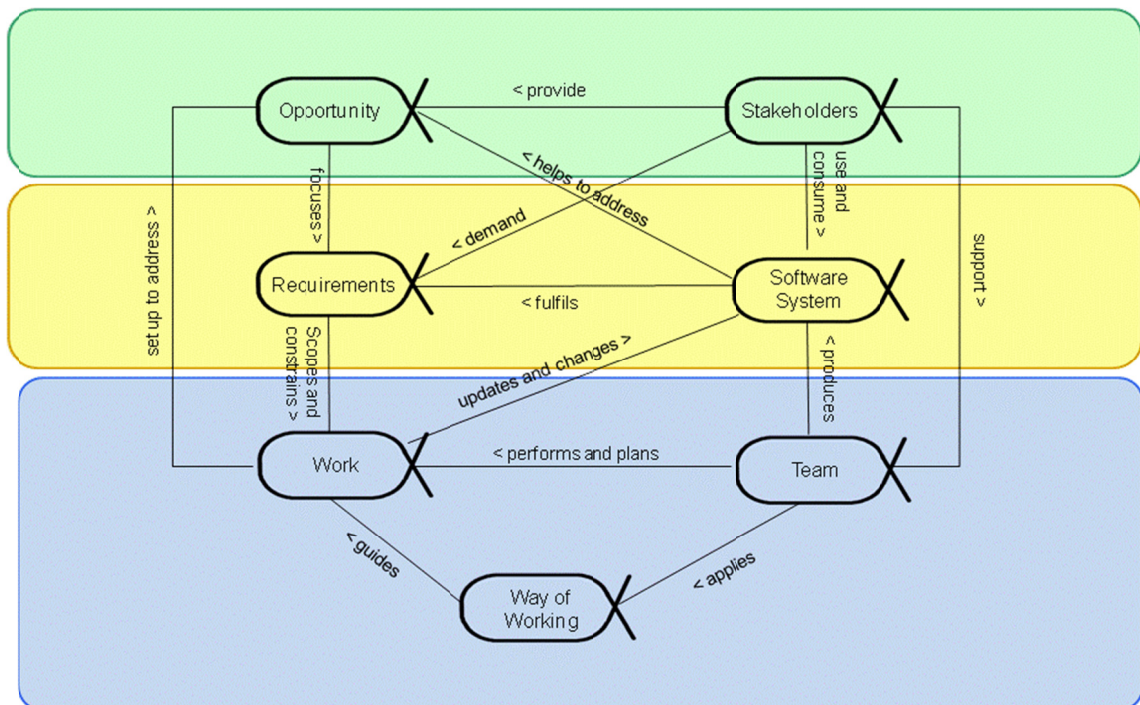 Opportunity
< provide
Stakeholders
focuses >
< helps to address
use and
consume >
< demand
set up to address >
support >
Recuirements
< fulfils
Software
System
Scopes and
constrains >
updates and changes >
< produces
Work
< performs and plans
Team
< guides
< applies
Way of
Working